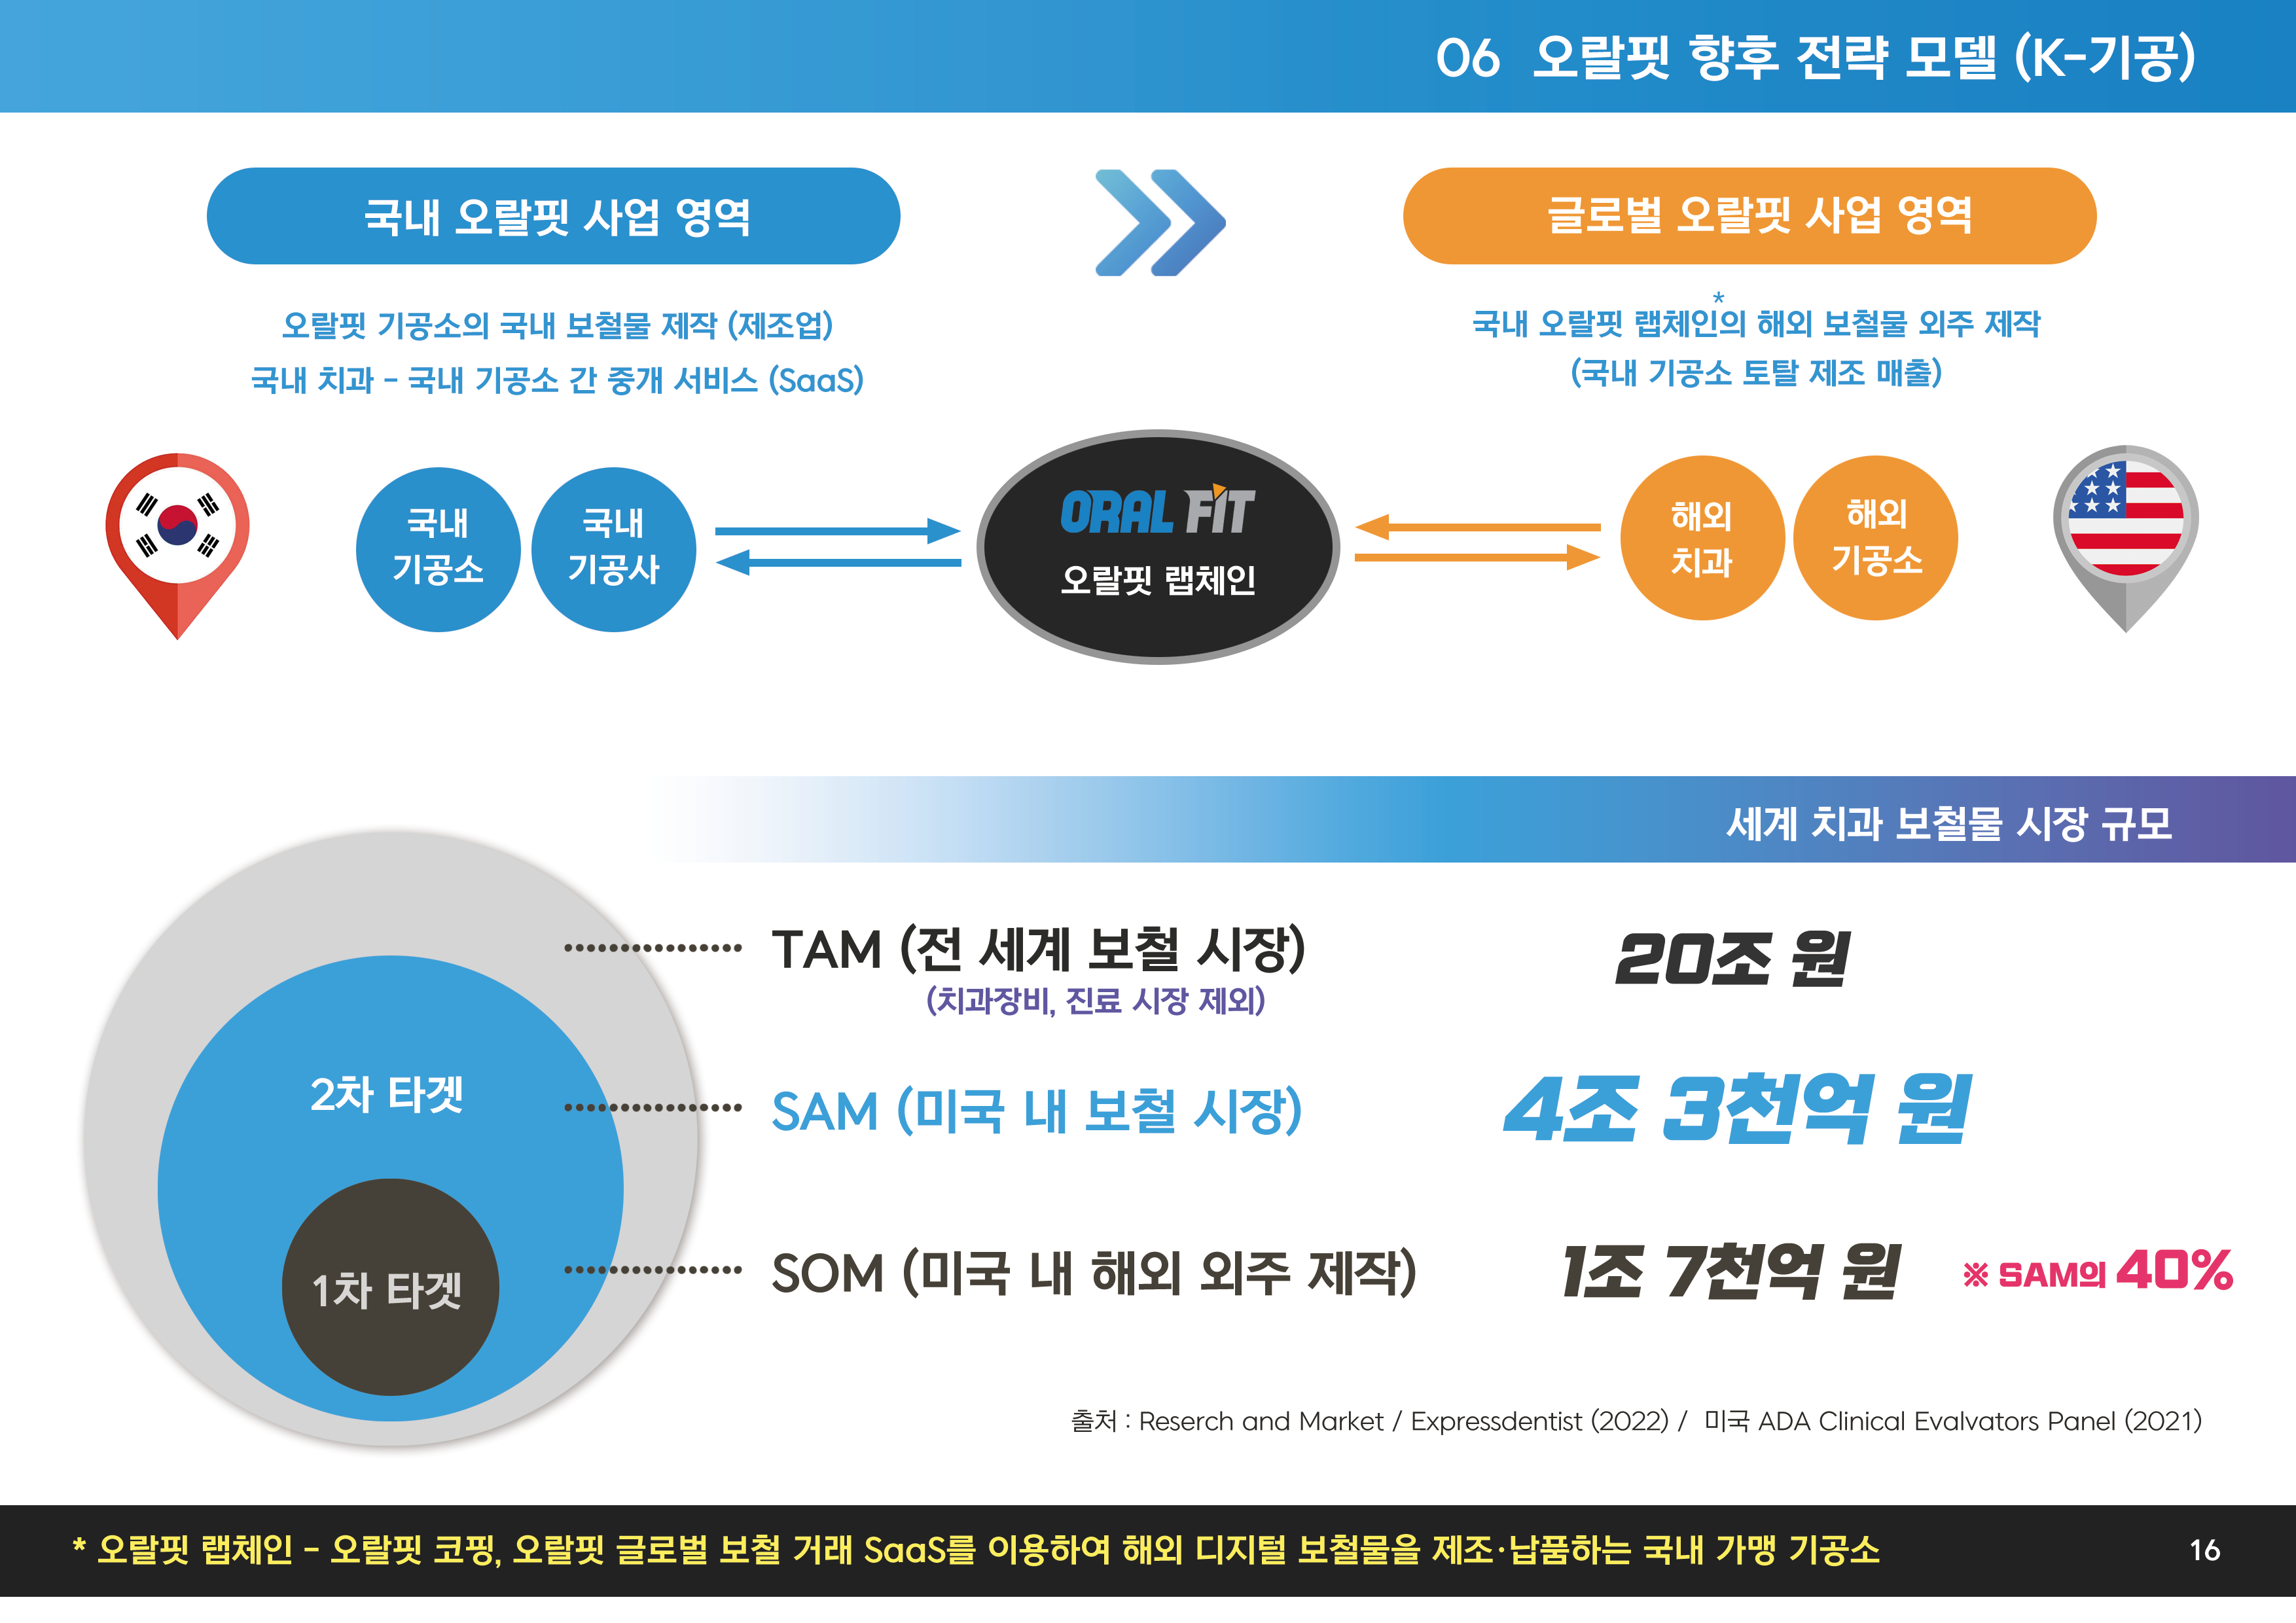 06 오랄핏 향후 전략 모델 (K-기공)
국내 오랄핏 사업 영역
글로벌 오랄핏 사업 영역
오랄핏 기공소의 국내 보철물 제작 (제조업)
국내 치과 - 국내 기공소 간 중개 서비스 (SaaS)
*
국내 오랄핏 랩체인의 해외 보철물 외주 제작
(국내 기공소 토탈 제조 매출)
국내
기공소
국내
기공사
ORAL FIT
오랄핏 랩체인
해외
치과
해외
기공소
세계 치과 보철물 시장 규모
TAM (전 세계 보철 시장)
20조 원
(치과장비, 진료 시장 제외)
2차 타겟
SAM (미국 내 보철 시장)
4조 3천억 원
1차 타겟
SOM (미국 내 해외 외주 제작)
1조 7천억 원
※ SAM의 40%
출처 : Reserch and Market / Expressdentist (2022) / 미국 ADA Clinical Evalvators Panel (2021)
* 오랄핏 랩체인 - 오랄핏 코핑, 오랄핏 글로벌 보철 거래 SaaS를 이용하여 해외 디지털 보철물을 제조·납품하는 국내 가맹 기공소
16